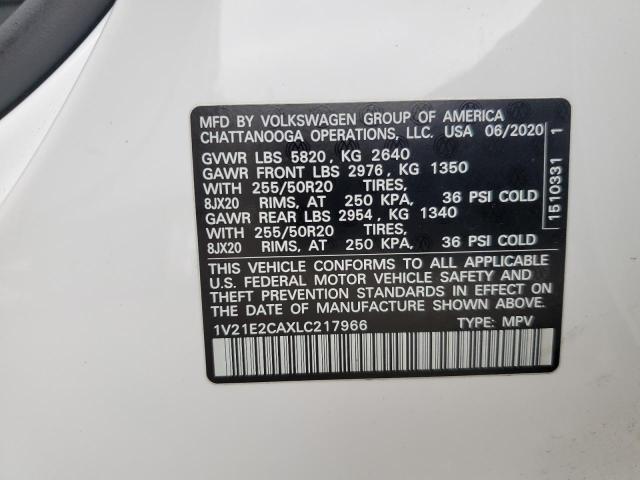 MFD BY VOLKSWAGEN GROUP OF AMERICA
CHATTANOOGA OPERATIONS, LLC. USA 06/2020
GVWR LBS 5820, KG 2640
GAWR FRONT LBS 2976, KG 1350
WITH 255/50R20 TIRES,
8JX20 RIMS, AT 250 KPA, 36 PSI COLD
GAWR REAR LBS 2954, KG 1340
WITH 255/50R20 TIRES,
8JX20 RIMS, AT 250 KPA, 36 PSI COLD
THIS VEHICLE CONFORMS TO ALL APPLICABLE
U.S. FEDERAL MOTOR VEHICLE SAFETY AND
THEFT PREVENTION STANDARDS IN EFFECT ON
THE DATE OF MANUFACTURE SHOWN ABOVE.
1V21E2CAXLC217966 TYPE: MPV
1510331 1